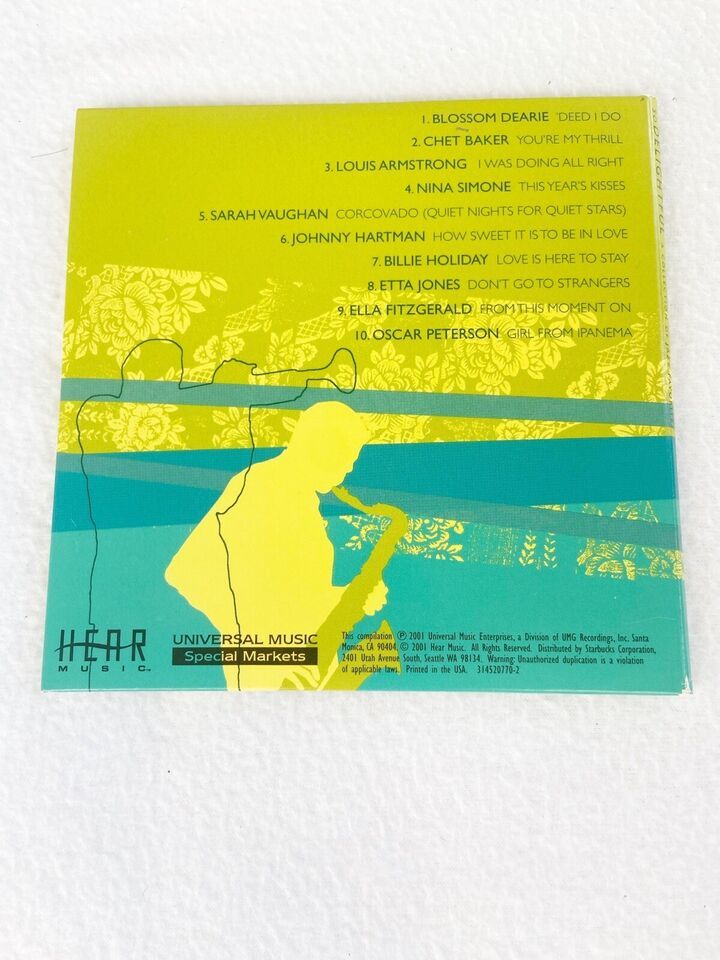 1. BLOSSOM DEARIE 'DEED I DO
2. CHET BAKER YOU'RE MY THRILL
3. LOUIS ARMSTRONG I WAS DOING ALL RIGHT
4. NINA SIMONE THIS YEAR'S KISSES
5. SARAH VAUGHAN CORCOVADO (QUIET NIGHTS FOR QUIET STARS)
6. JOHNNY HARTMAN HOW SWEET IT IS TO BE IN LOVE
7. BILLIE HOLIDAY LOVE IS HERE TO STAY
8. ETTA JONES DON'T GO TO STRANGERS
9. ELLA FITZGERALD FROM THIS MOMENT ON
10. OSCAR PETERSON GIRL FROM IPANEMA
HEAR
MUSIC™
UNIVERSAL MUSIC
Special Markets
This compilation ℗ 2001 Universal Music Enterprises, a Division of UMG Recordings, Inc. Santa
Monica, CA 90404. © 2001 Hear Music. All Rights Reserved. Distributed by Starbucks Corporation,
2401 Utah Avenue South, Seattle WA 98134. Warning: Unauthorized duplication is a violation
of applicable laws. Printed in the USA. 314520770-2